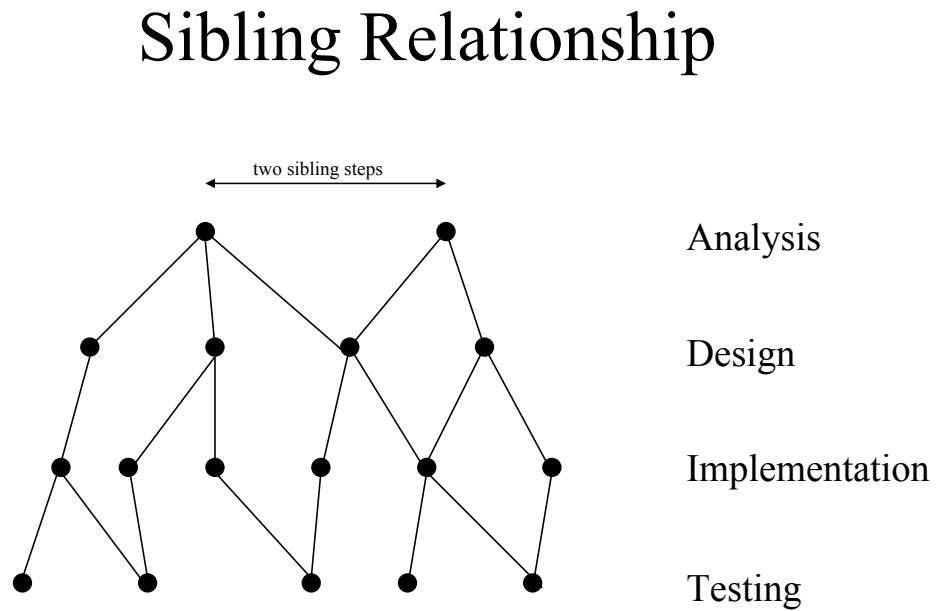 Sibling Relationship
two sibling steps
Analysis
Design
Implementation
Testing